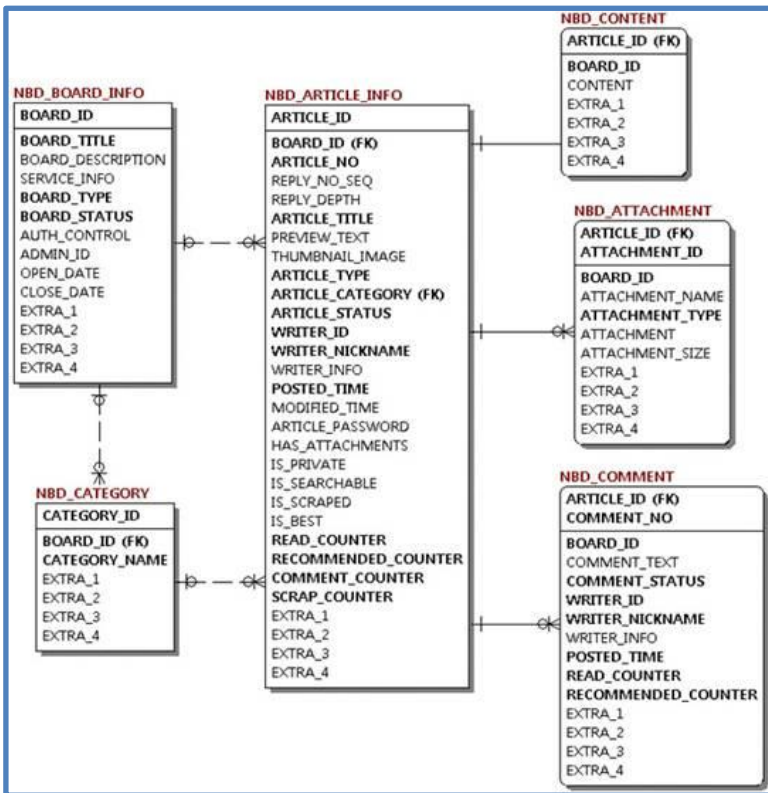 NBD_BOARD_INFO
BOARD_ID
BOARD_TITLE
BOARD_DESCRIPTION
SERVICE_INFO
BOARD_TYPE
BOARD_STATUS
AUTH_CONTROL
ADMIN_ID
OPEN_DATE
CLOSE_DATE
EXTRA_1
EXTRA_2
EXTRA_3
EXTRA_4
NBD_CATEGORY
CATEGORY_ID
BOARD_ID (FK)
CATEGORY_NAME
EXTRA_1
EXTRA_2
EXTRA_3
EXTRA_4
NBD_ARTICLE_INFO
ARTICLE_ID
BOARD_ID (FK)
ARTICLE_NO
REPLY_NO_SEQ
REPLY_DEPTH
ARTICLE_TITLE
PREVIEW_TEXT
THUMBNAIL_IMAGE
ARTICLE_TYPE
ARTICLE_CATEGORY (FK)
ARTICLE_STATUS
WRITER_ID
WRITER_NICKNAME
WRITER_INFO
POSTED_TIME
MODIFIED_TIME
ARTICLE_PASSWORD
HAS_ATTACHMENTS
IS_PRIVATE
IS_SEARCHABLE
IS_SCRAPED
IS_BEST
READ_COUNTER
RECOMMENDED_COUNTER
COMMENT_COUNTER
SCRAP_COUNTER
EXTRA_1
EXTRA_2
EXTRA_3
EXTRA_4
NBD_CONTENT
ARTICLE_ID (FK)
BOARD_ID
CONTENT
EXTRA_1
EXTRA_2
EXTRA_3
EXTRA_4
NBD_ATTACHMENT
ARTICLE_ID (FK)
ATTACHMENT_ID
BOARD_ID
ATTACHMENT_NAME
ATTACHMENT_TYPE
ATTACHMENT
ATTACHMENT_SIZE
EXTRA_1
EXTRA_2
EXTRA_3
EXTRA_4
NBD_COMMENT
ARTICLE_ID (FK)
COMMENT_NO
BOARD_ID
COMMENT_TEXT
COMMENT_STATUS
WRITER_ID
WRITER_NICKNAME
WRITER_INFO
POSTED_TIME
READ_COUNTER
RECOMMENDED_COUNTER
EXTRA_1
EXTRA_2
EXTRA_3
EXTRA_4